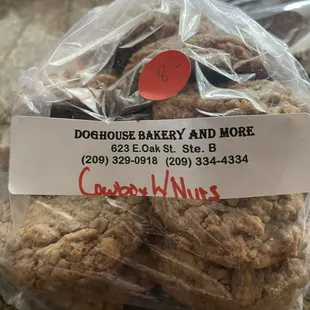 8
DOGHOUSE BAKERY AND MORE
623 E.Oak St. Ste. B
(209) 329-0918 (209) 334-4334
Cowboy W/Nuts